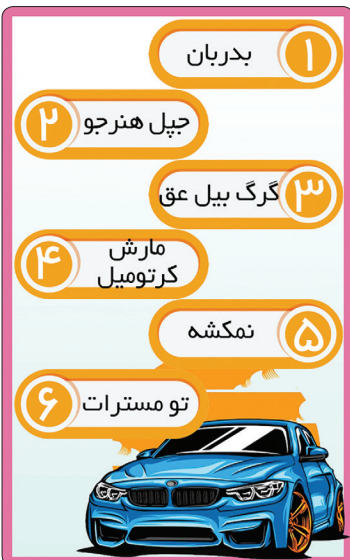 ۱
بدربان
۲
جپل هنرجو
۳
گرگ بیل عق
۴
مارش
کرتومیل
۵
نمکشه
۶
تو مسترات